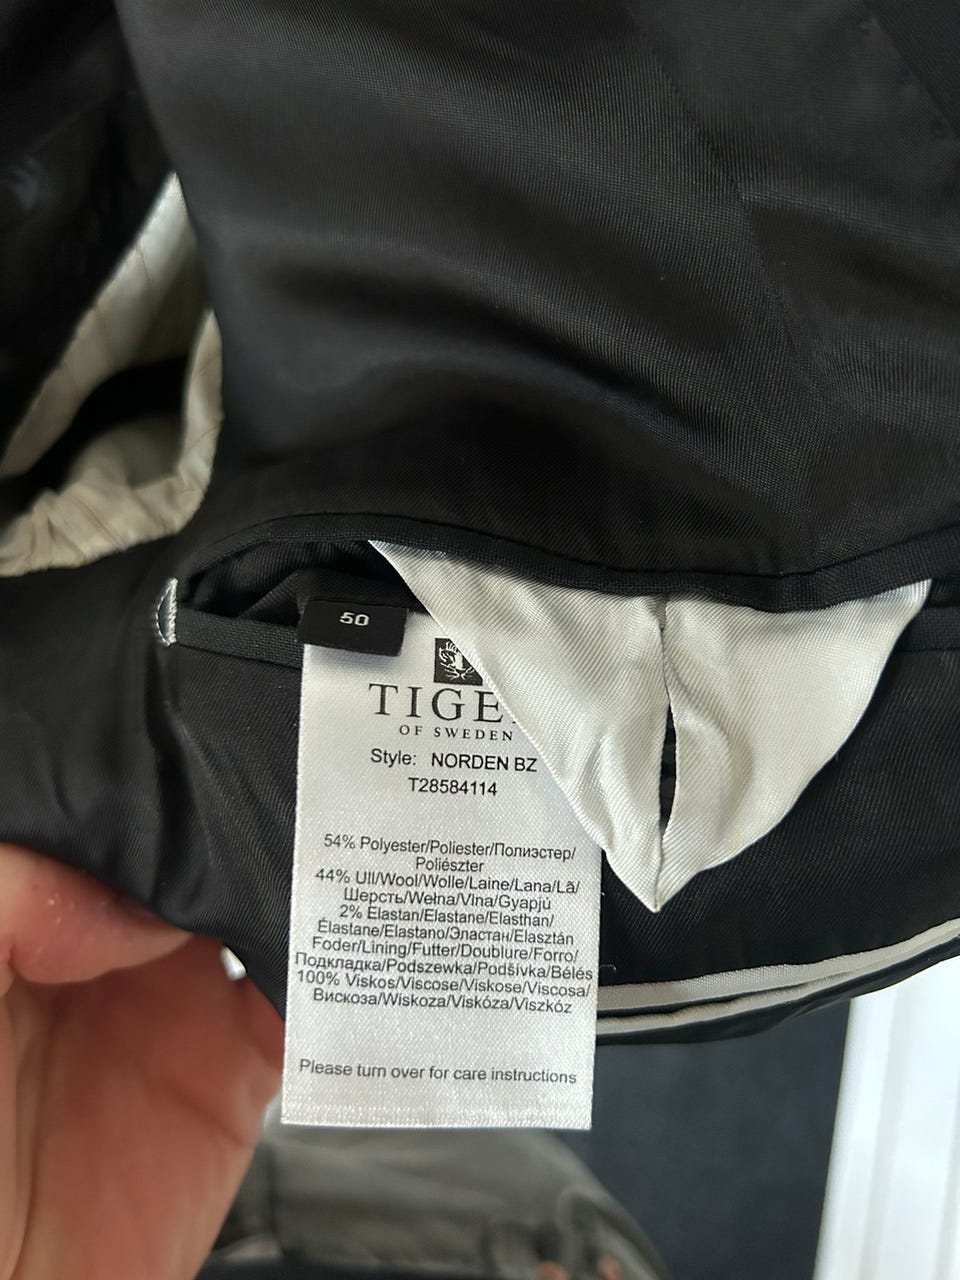 50
TIGE
OF SWEDEN
Style: NORDEN BZ
T28584114
54% Polyester/Poliester/Полиэстер/
Poliészter
44% Ull/Wool/Wolle/Laine/Lana/Lã/
Шерсть/Wełna/Vlna/Gyapjú
2% Elastan/Elastane/Elasthan/
Élastane/Elastano/Эластан/Elasztán
Foder/Lining/Futter/Doublure/Forro/
Подкладка/Podszewka/Podšívka/Bélés
100% Viskos/Viscose/Viskose/Viscosa/
Вискоза/Wiskoza/Viskóza/Viszkóz
Please turn over for care instructions